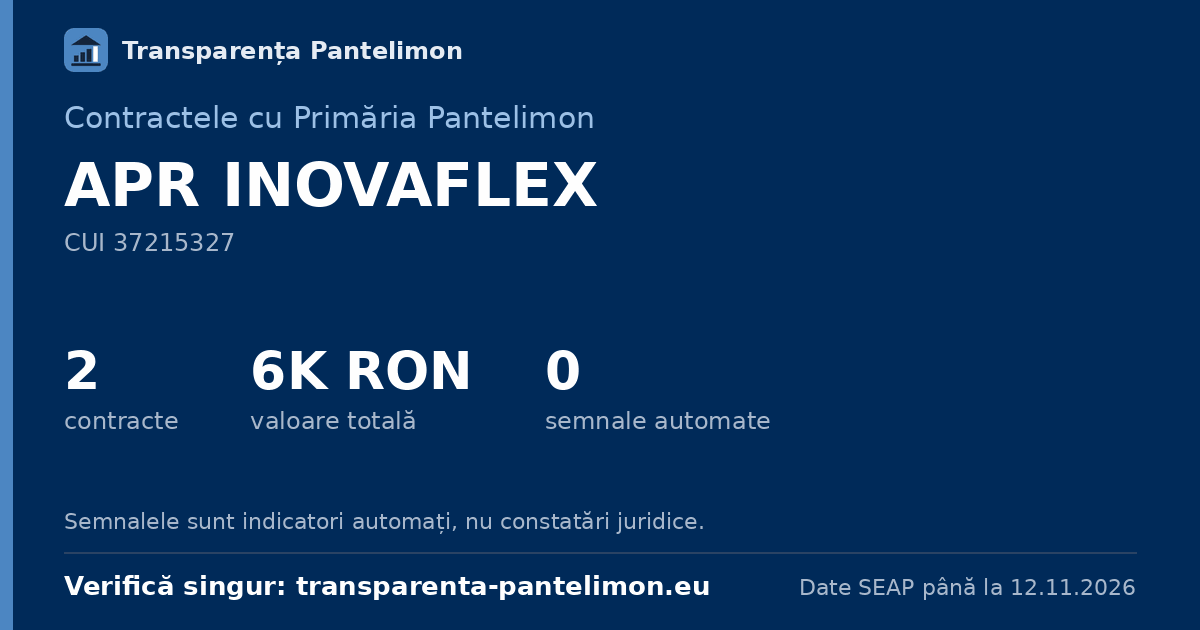 Transparența Pantelimon
Contractele cu Primăria Pantelimon
APR INOVAFLEX
CUI 37215327
2
contracte
6K RON
valoare totală
0
semnale automate
Semnalele sunt indicatori automați, nu constatări juridice.
Verifică singur: transparenta-pantelimon.eu
Date SEAP până la 12.11.2026